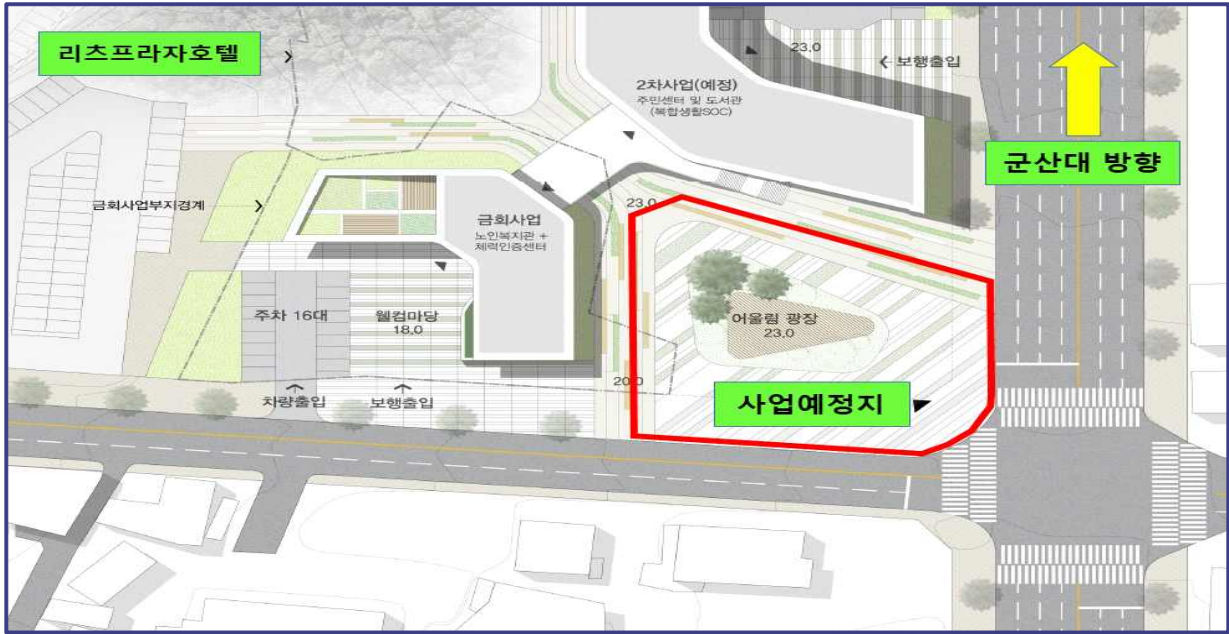 리츠프라자호텔
23.0
보행출입
2차사업(예정)
주민센터 및 도서관
(복합생활SOC)
군산대 방향
금회사업부지경계
23.0
금회사업
노인복지관 +
체력인증센터
주차 16대
웰컴마당
18.0
어울림 광장
23.0
20.0
차량출입
보행출입
사업예정지